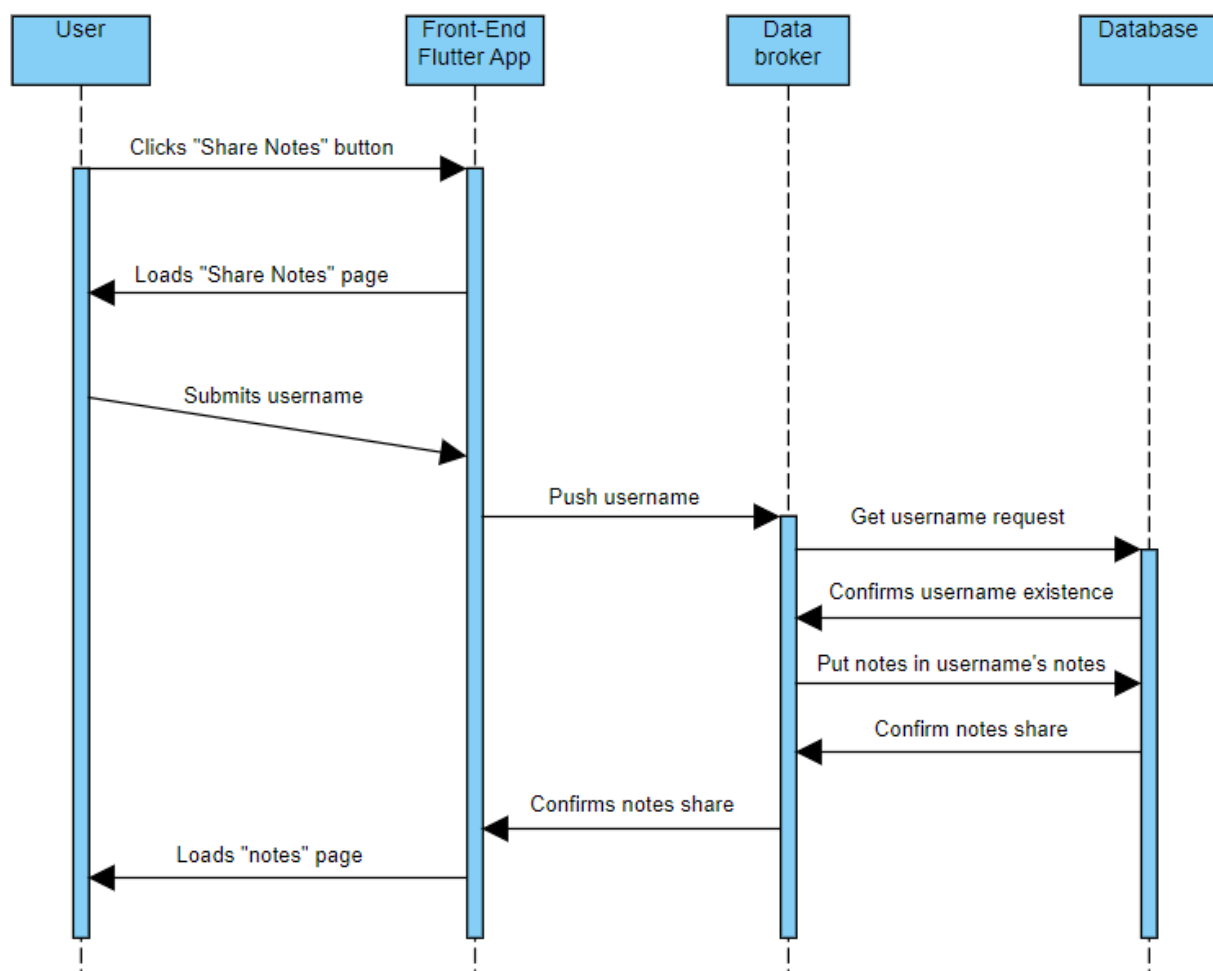 User
Front-End
Flutter App
Data
broker
Database
Clicks "Share Notes" button
Loads "Share Notes" page
Submits username
Push username
Get username request
Confirms username existence
Put notes in username's notes
Confirm notes share
Confirms notes share
Loads "notes" page